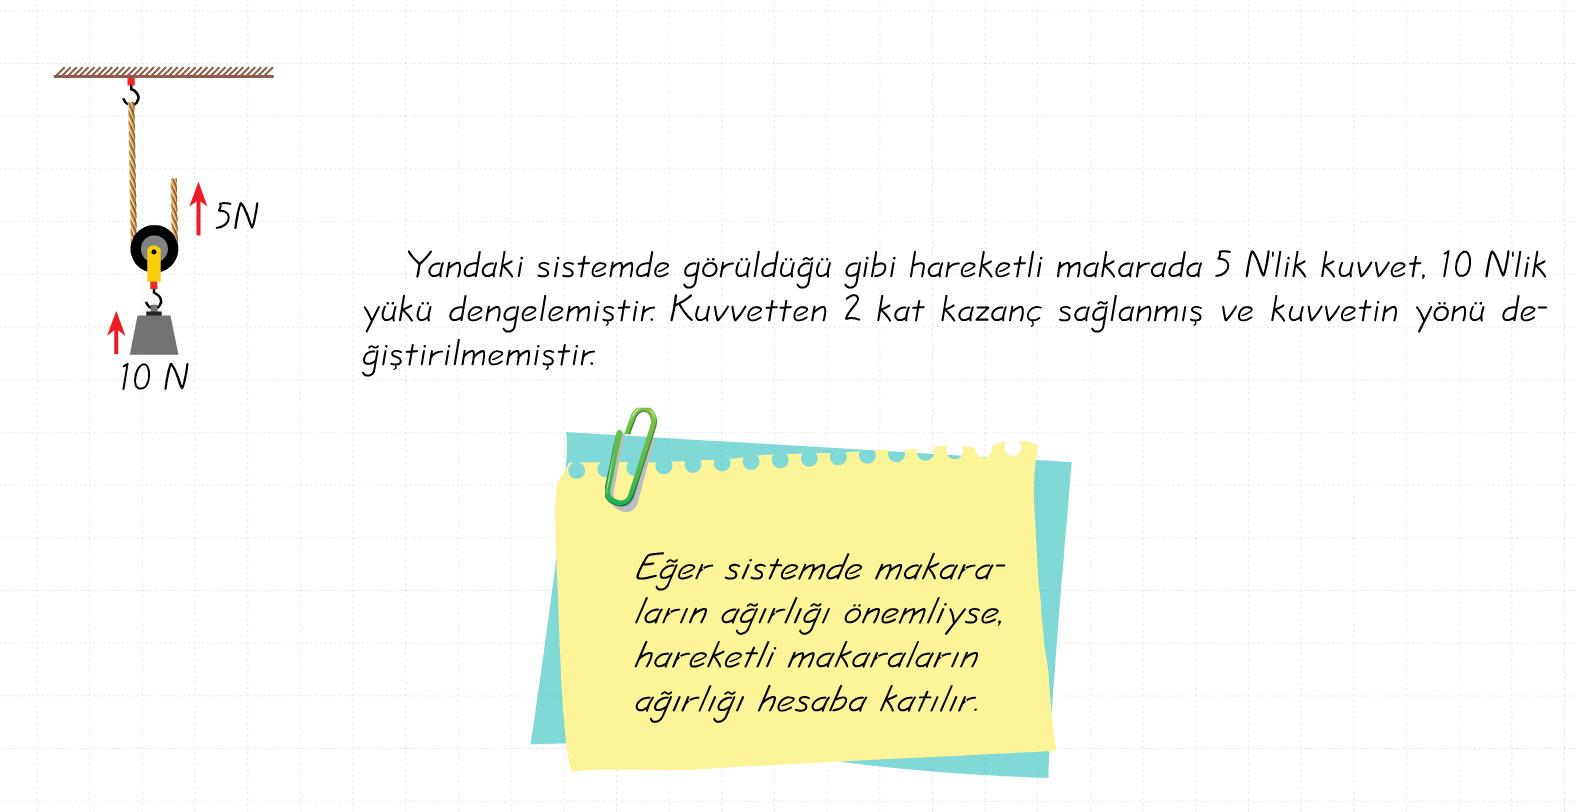 5N
10 N
Yandaki sistemde görüldüğü gibi hareketli makarada 5 N'lik kuvvet, 10 N'lik
yükü dengelemiştir. Kuvvetten 2 kat kazanç sağlanmış ve kuvvetin yönü de-
ğiştirilmemiştir.
Eğer sistemde makara-
ların ağırlığı önemliyse,
hareketli makaraların
ağırlığı hesaba katılır.